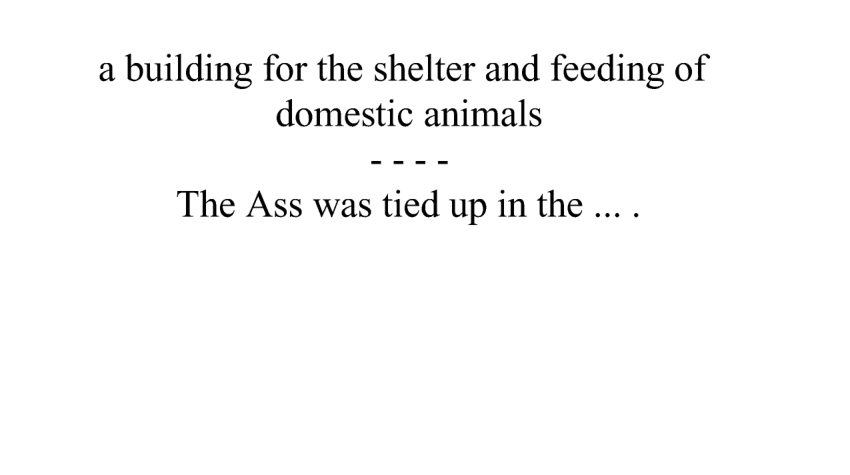 a building for the shelter and feeding of
domestic animals
- - - -
The Ass was tied up in the ... .